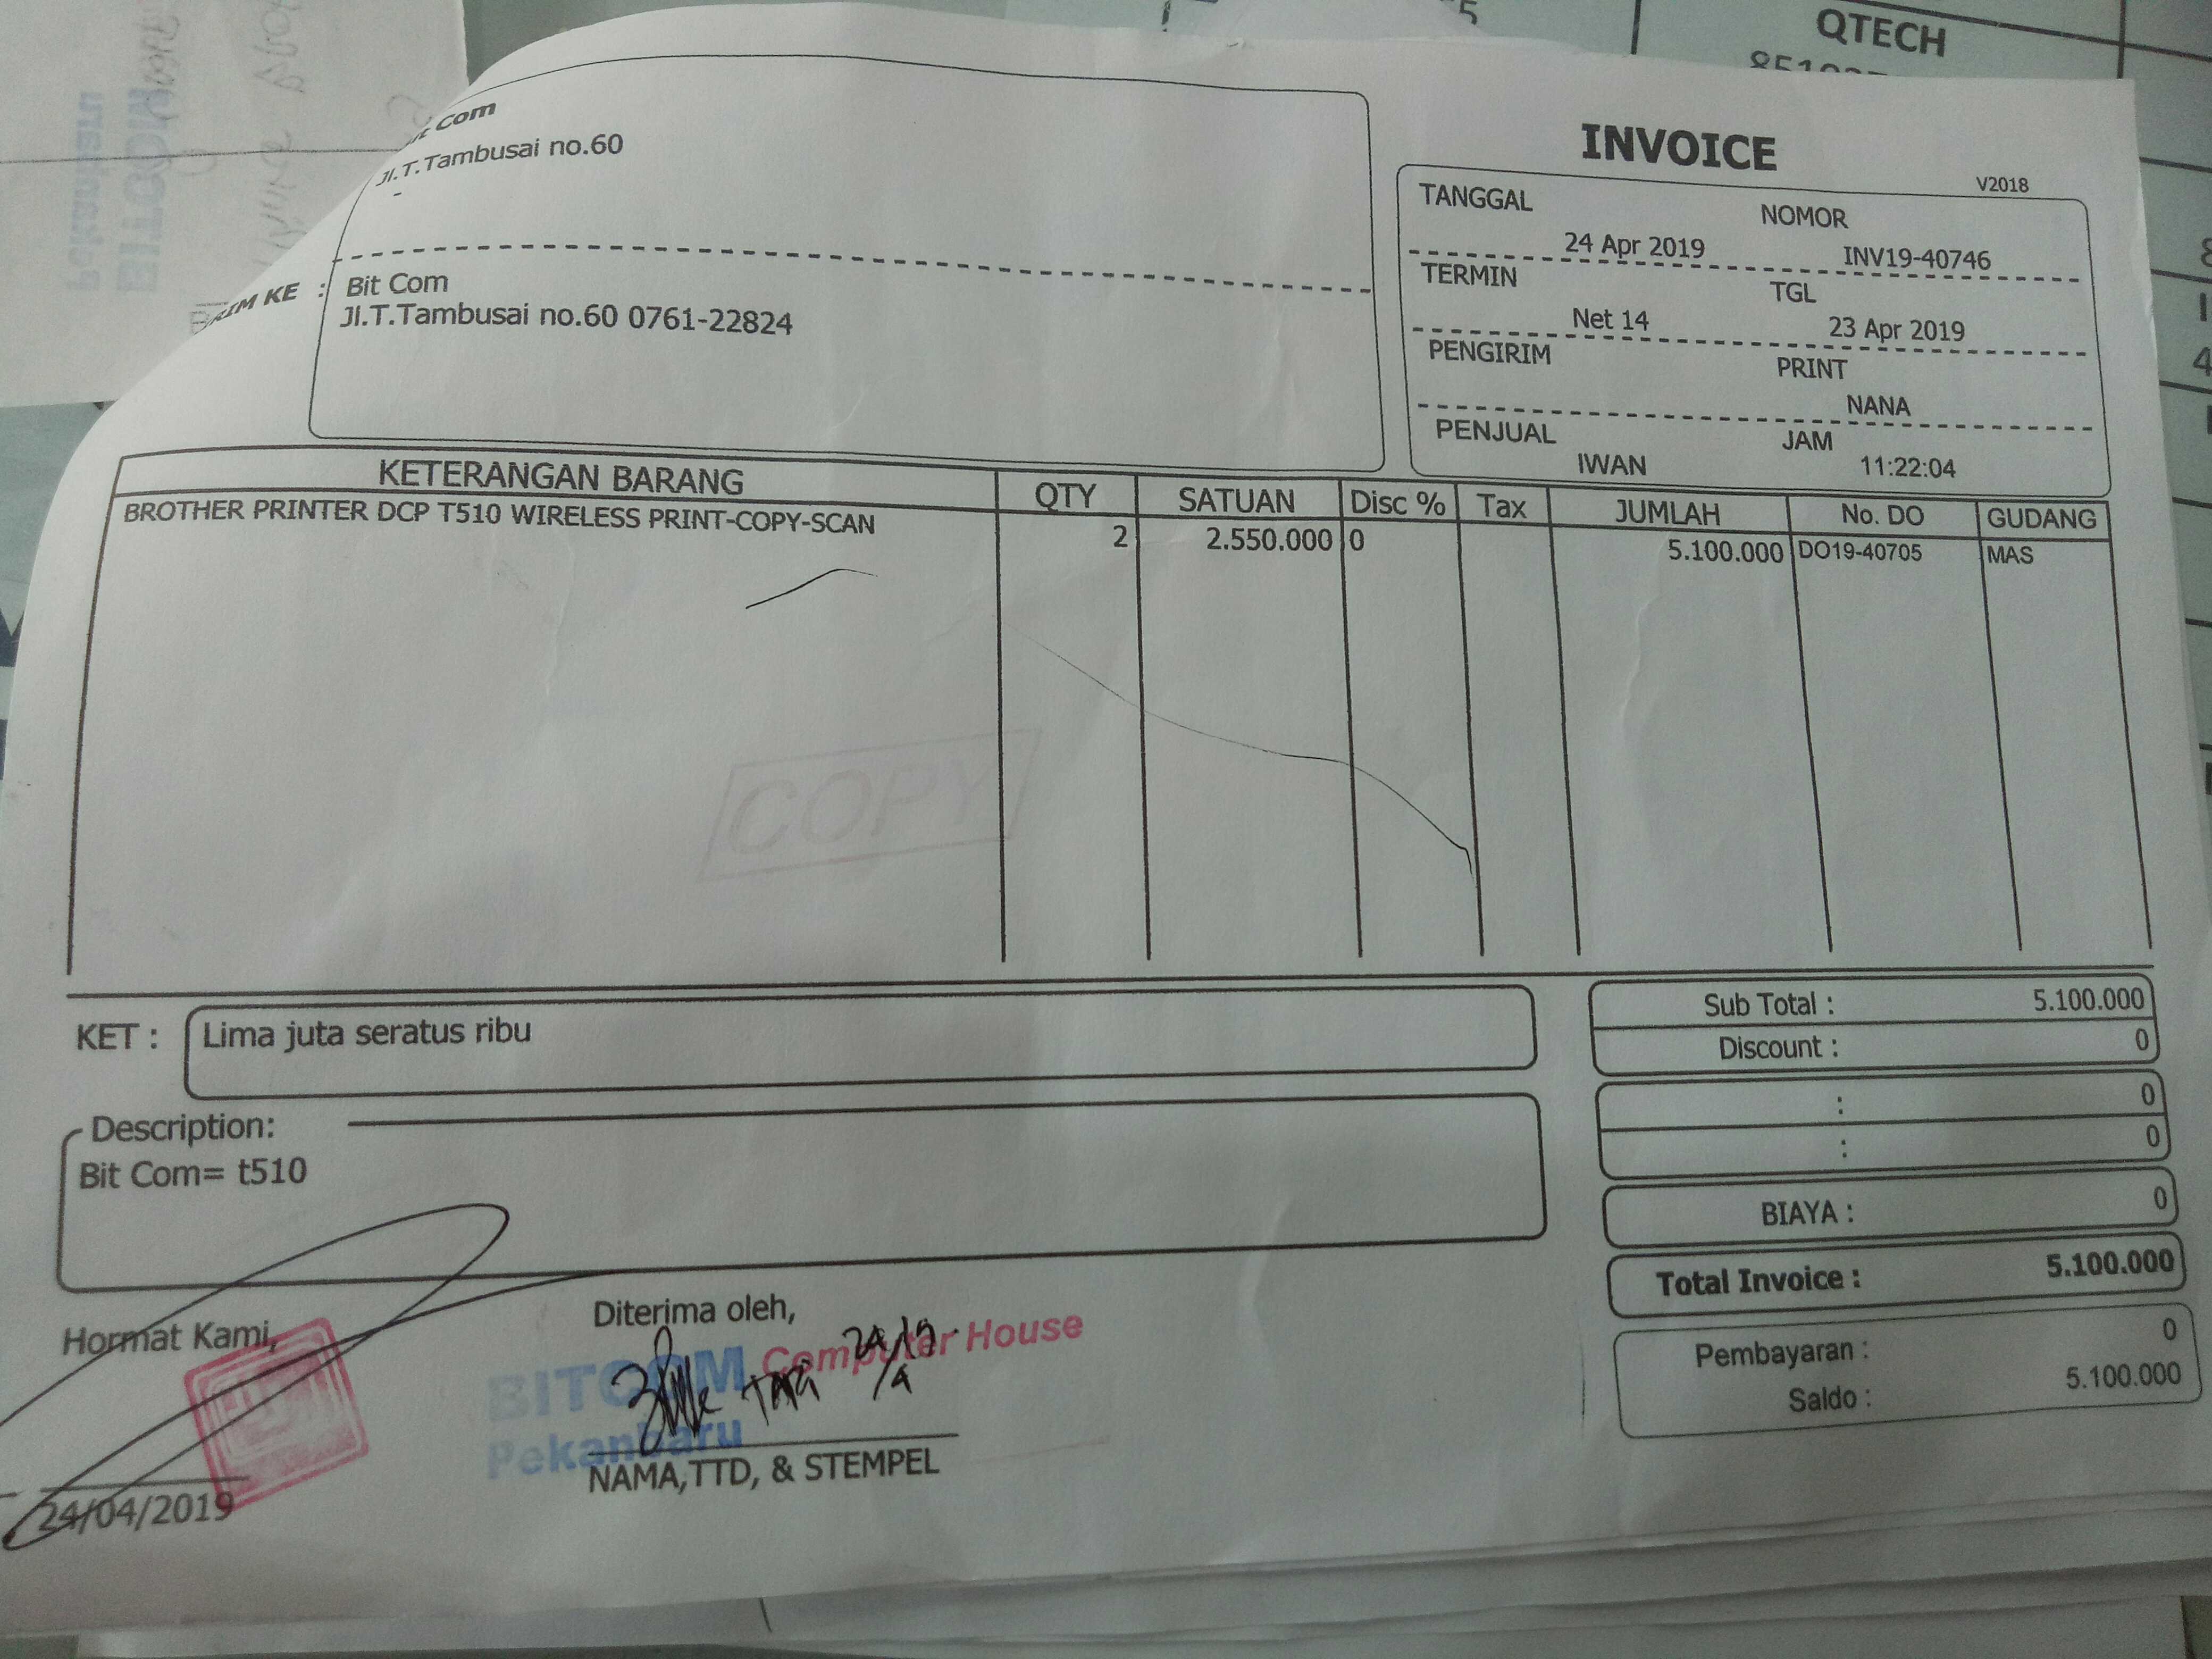 QTECH
INVOICE
V2018
Com
Jl.T.Tambusai no.60
-
KE :
Bit Com
Jl.T.Tambusai no.60 0761-22824
TANGGAL NOMOR
24 Apr 2019 INV19-40746
TERMIN TGL
Net 14 23 Apr 2019
PENGIRIM PRINT
NANA
PENJUAL JAM
IWAN 11:22:04
KETERANGAN BARANG QTY SATUAN Disc % Tax JUMLAH No. DO GUDANG
BROTHER PRINTER DCP T510 WIRELESS PRINT-COPY-SCAN 2 2.550.000 0 5.100.000 DO19-40705 MAS
COPY
KET : Lima juta seratus ribu
Sub Total : 5.100.000
Discount : 0
: 0
: 0
BIAYA : 0
Total Invoice : 5.100.000
Pembayaran : 0
Saldo : 5.100.000
Description:
Bit Com= t510
Hormat Kami,
24/04/2019
Diterima oleh,
BITCOM Computer House
Pekanbaru
NAMA,TTD, & STEMPEL